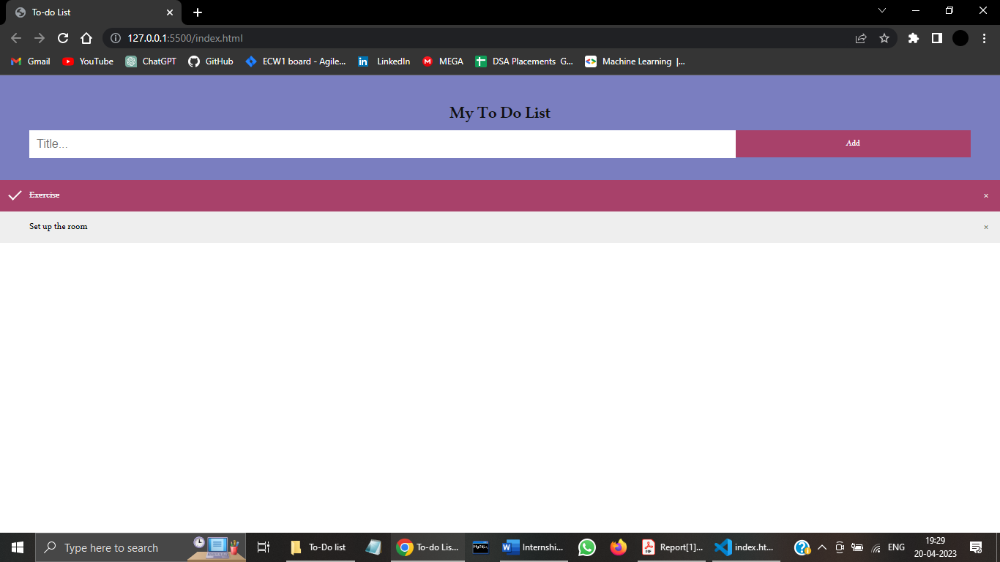 To-do List
127.0.0.1:5500/index.html
Gmail YouTube ChatGPT GitHub ECW1 board - Agile... LinkedIn MEGA DSA Placements G... Machine Learning |...
My To Do List
Title... Add
Exercise ×
Set up the room ×
Type here to search To-Do list To-do Lis... MySQL Internshi... Report[1]... index.ht... ENG 19:29
20-04-2023